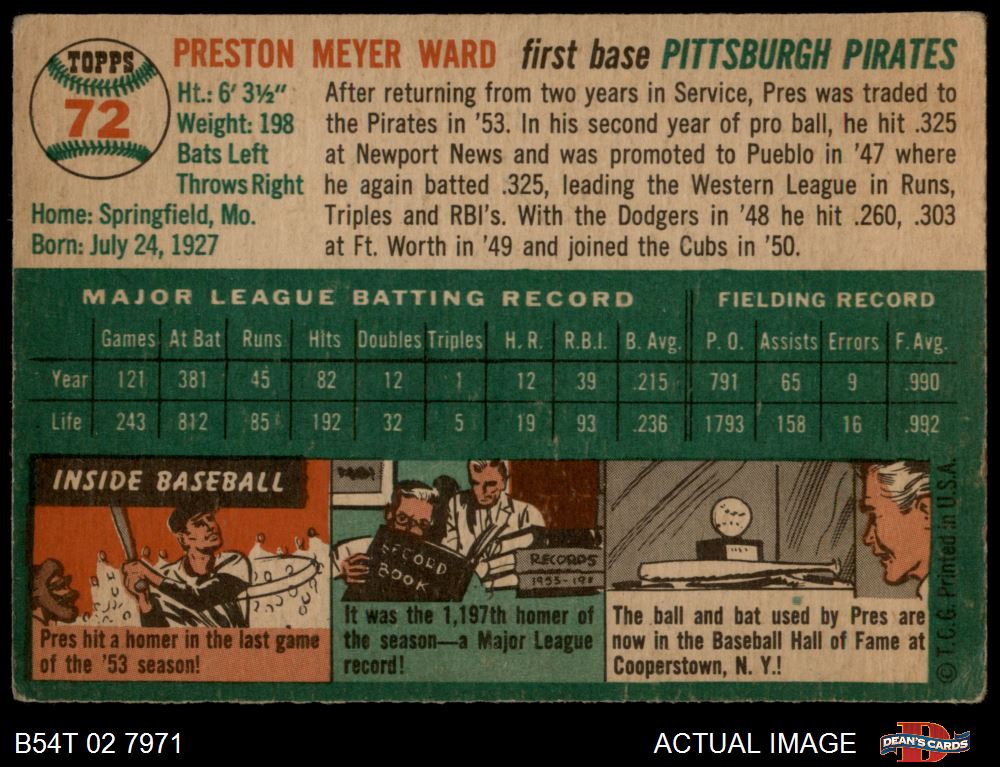 TOPPS
72
PRESTON MEYER WARD first base PITTSBURGH PIRATES
Ht.: 6' 3½"
Weight: 198
Bats Left
Throws Right
Home: Springfield, Mo.
Born: July 24, 1927
After returning from two years in Service, Pres was traded to
the Pirates in '53. In his second year of pro ball, he hit .325
at Newport News and was promoted to Pueblo in '47 where
he again batted .325, leading the Western League in Runs,
Triples and RBI's. With the Dodgers in '48 he hit .260, .303
at Ft. Worth in '49 and joined the Cubs in '50.
MAJOR LEAGUE BATTING RECORD FIELDING RECORD
Games At Bat Runs Hits Doubles Triples H. R. R.B.I. B. Avg. P. O. Assists Errors F. Avg.
Year 121 381 45 82 12 1 12 39 .215 791 65 9 .990
Life 243 812 85 192 32 5 19 93 .236 1793 158 16 .992
INSIDE BASEBALL
Pres hit a homer in the last game
of the '53 season!
RECORD
BOOK
RECORDS
It was the 1,197th homer of
the season—a Major League
record!
The ball and bat used by Pres are
now in the Baseball Hall of Fame at
Cooperstown, N. Y.!
© T. C. G. Printed in U.S.A.
B54T 02 7971
ACTUAL IMAGE
DEAN'S CARDS